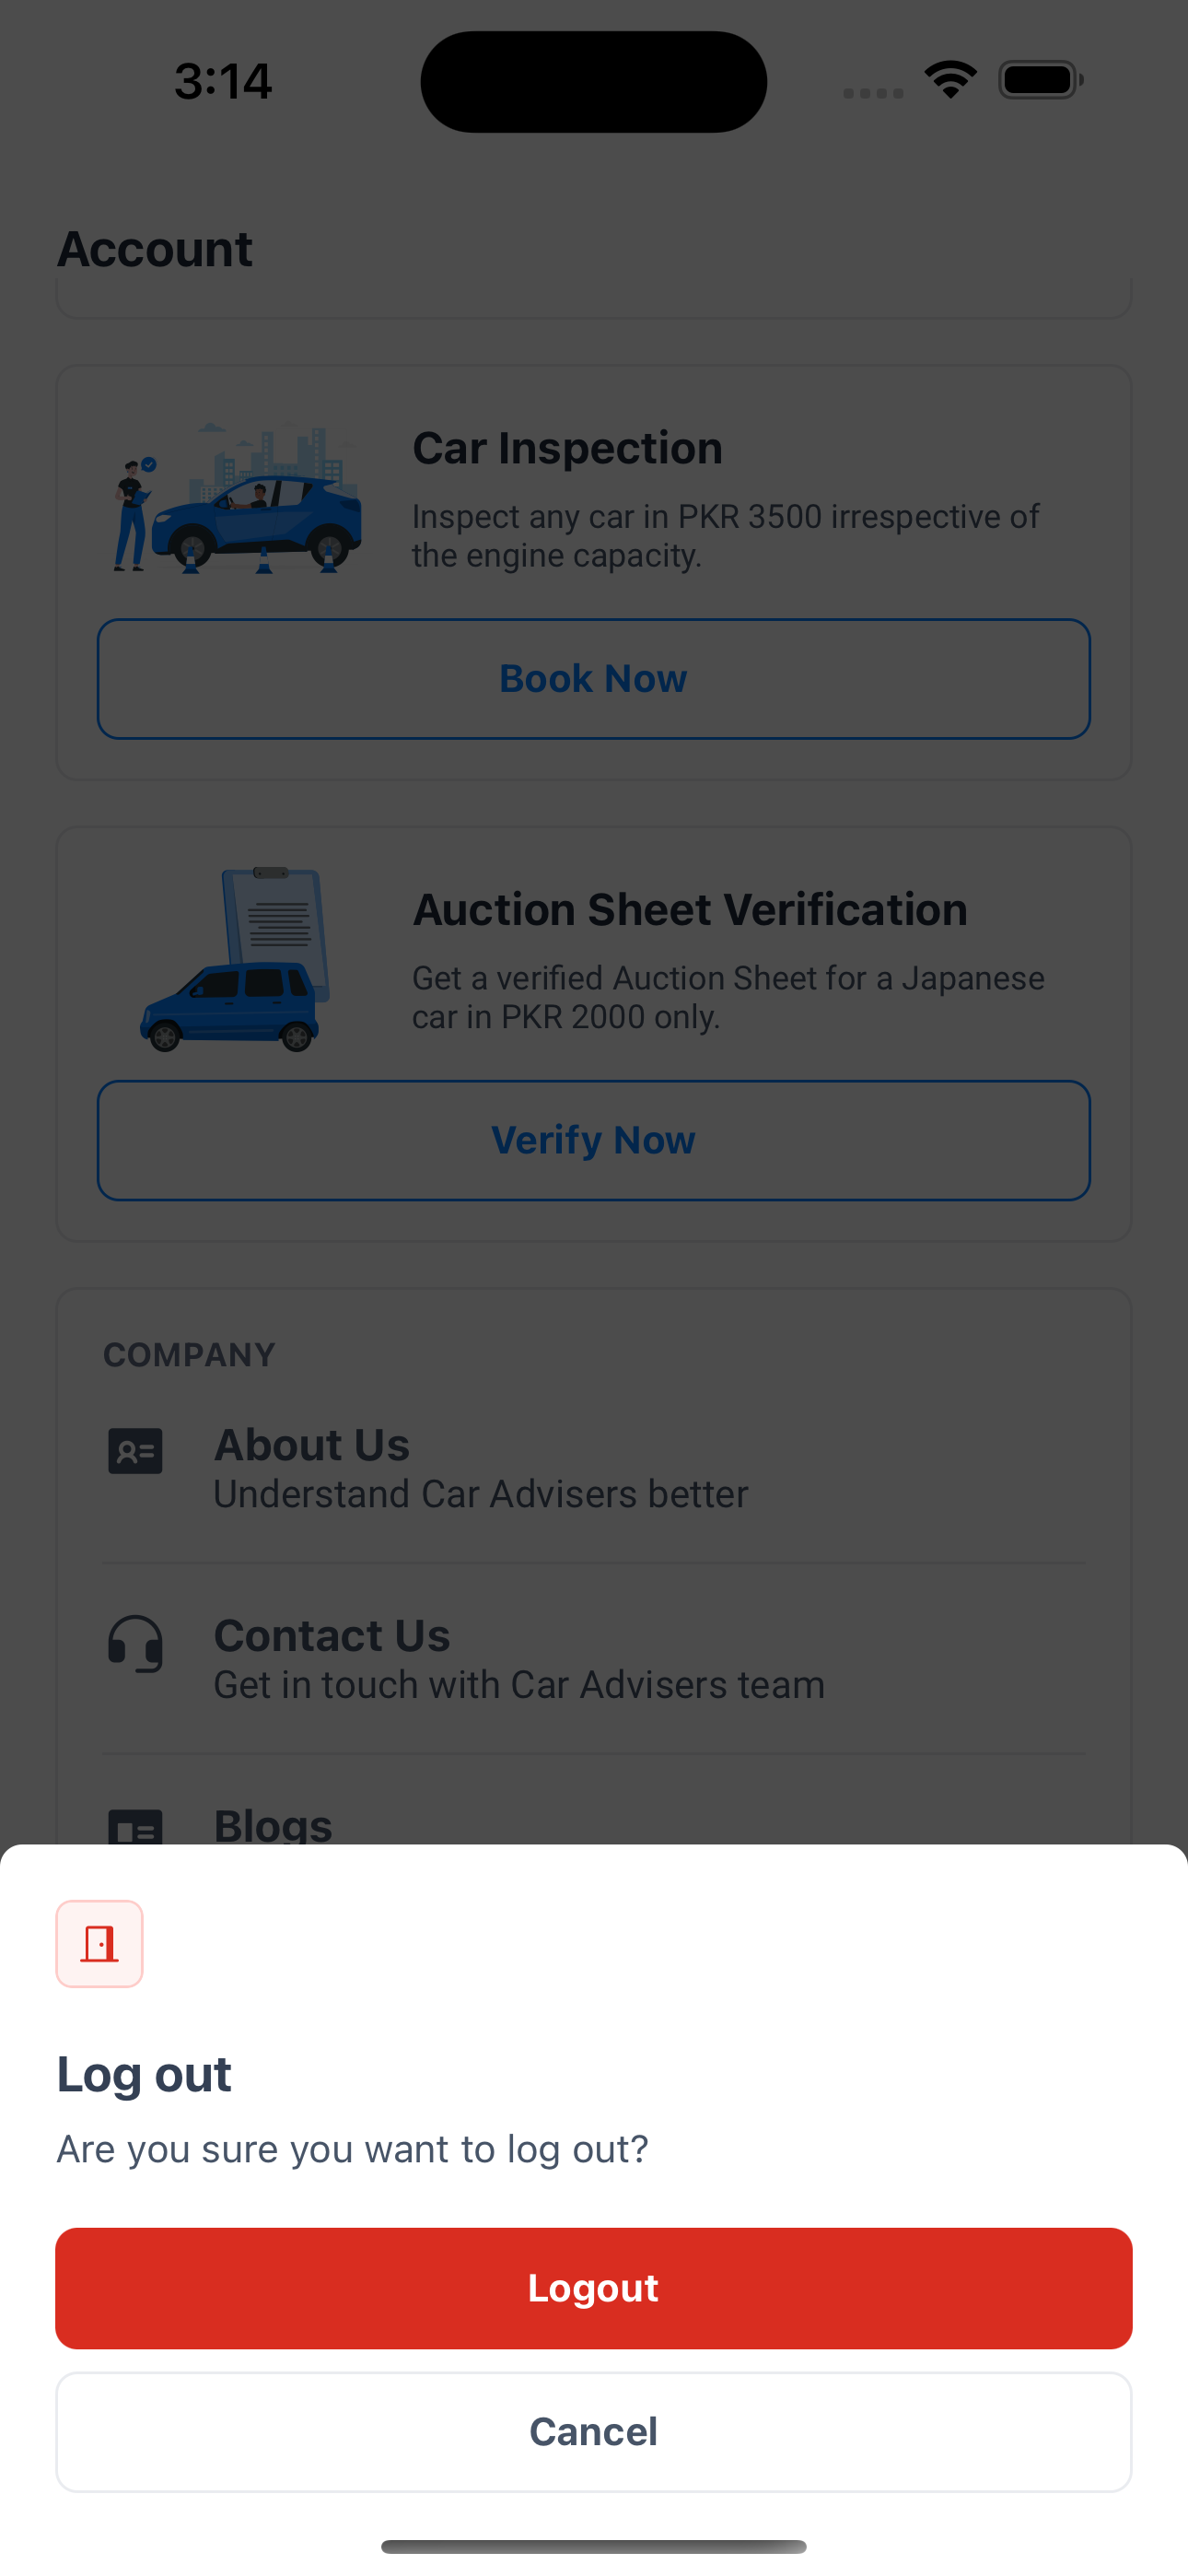 3:14
Account
Car Inspection
Inspect any car in PKR 3500 irrespective of
the engine capacity.
Book Now
Auction Sheet Verification
Get a verified Auction Sheet for a Japanese
car in PKR 2000 only.
Verify Now
COMPANY
About Us
Understand Car Advisers better
Contact Us
Get in touch with Car Advisers team
Blogs
Log out
Are you sure you want to log out?
Logout
Cancel